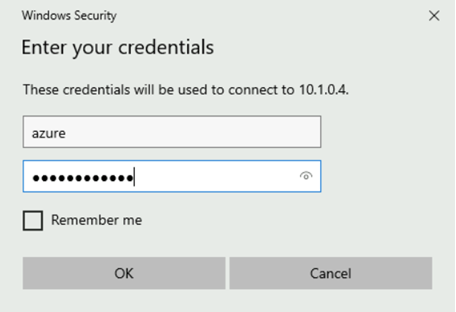 Windows Security
Enter your credentials
These credentials will be used to connect to 10.1.0.4.
azure
••••••••••••
Remember me
OK Cancel